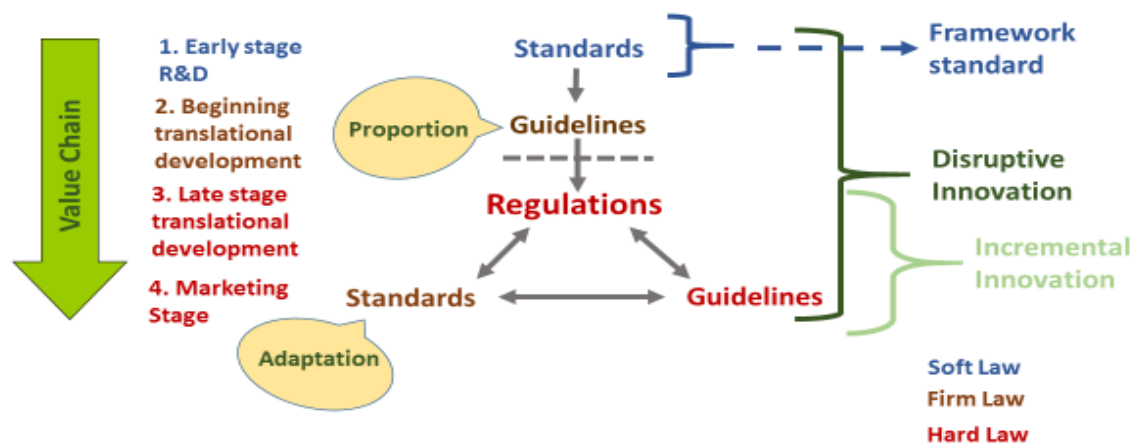 Value Chain
1. Early stage
R&D
2. Beginning
translational
development
3. Late stage
translational
development
4. Marketing
Stage
Standards
Proportion
Guidelines
Regulations
Standards
Guidelines
Adaptation
Framework
standard
Disruptive
Innovation
Incremental
Innovation
Soft Law
Firm Law
Hard Law